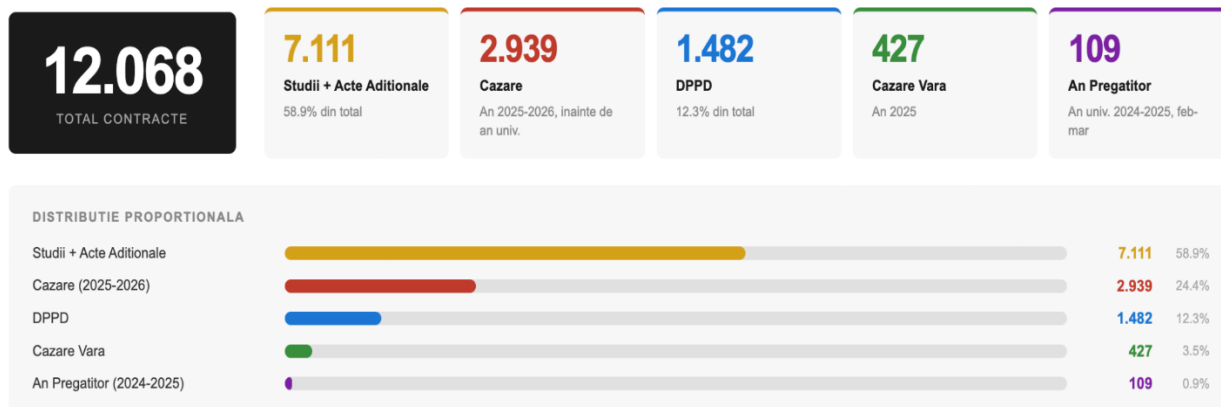 12.068
TOTAL CONTRACTE
7.111
Studii + Acte Aditionale
58.9% din total
2.939
Cazare
An 2025-2026, inainte de
an univ.
1.482
DPPD
12.3% din total
427
Cazare Vara
An 2025
109
An Pregatitor
An univ. 2024-2025, feb-
mar
DISTRIBUTIE PROPORTIONALA
Studii + Acte Aditionale 7.111 58.9%
Cazare (2025-2026) 2.939 24.4%
DPPD 1.482 12.3%
Cazare Vara 427 3.5%
An Pregatitor (2024-2025) 109 0.9%